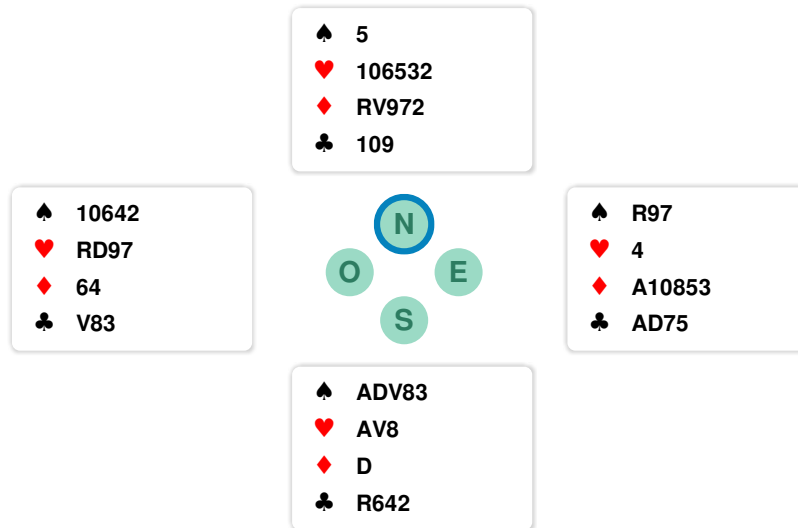 ♠ 5
♥ 106532
♦ RV972
♣ 109
♠ 10642
♥ RD97
♦ 64
♣ V83
N
O E
S
♠ R97
♥ 4
♦ A10853
♣ AD75
♠ ADV83
♥ AV8
♦ D
♣ R642